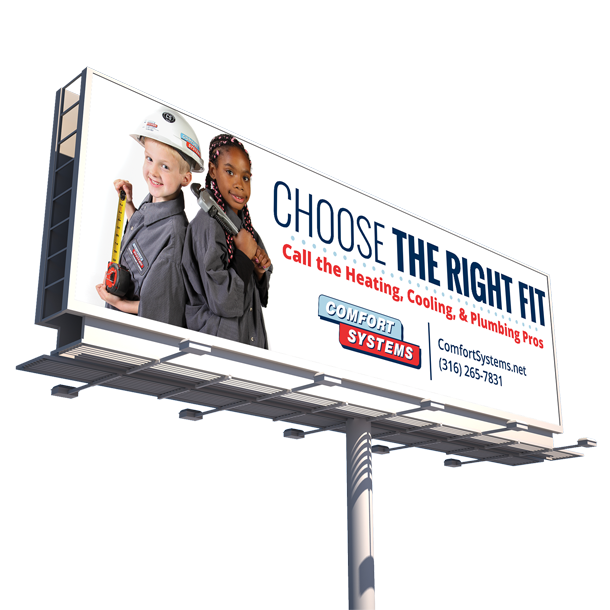 CHOOSE THE RIGHT FIT
Call the Heating, Cooling, & Plumbing Pros
COMFORT
SYSTEMS
ComfortSystems.net
(316) 265-7831